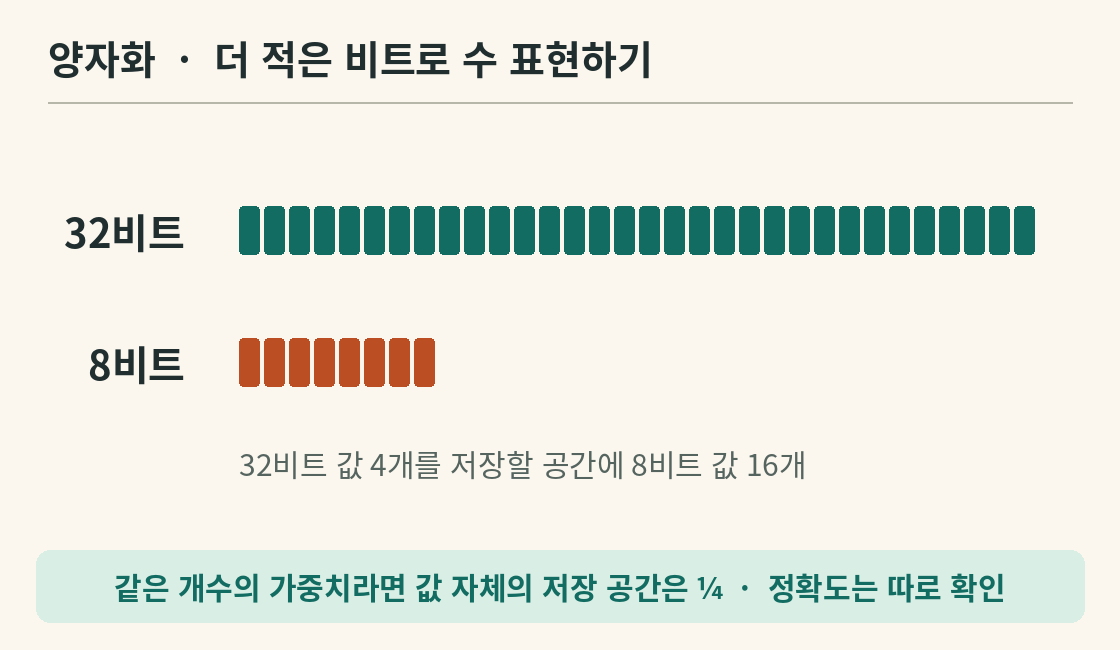 양자화 · 더 적은 비트로 수 표현하기
32비트
8비트
32비트 값 4개를 저장할 공간에 8비트 값 16개
같은 개수의 가중치라면 값 자체의 저장 공간은 ¼ · 정확도는 따로 확인